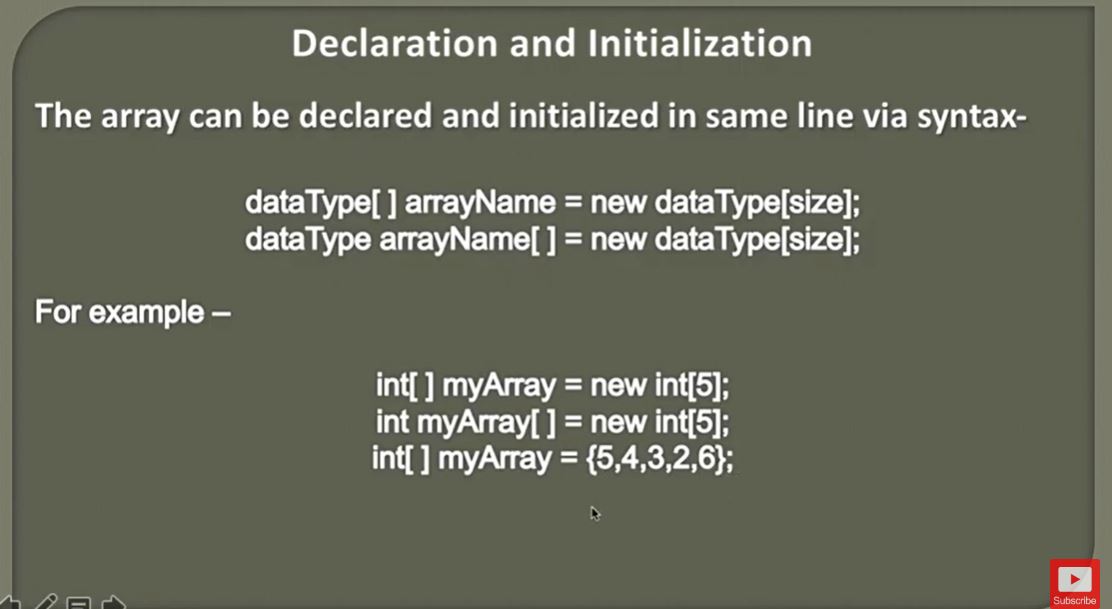 Declaration and Initialization
The array can be declared and initialized in same line via syntax-
dataType[ ] arrayName = new dataType[size];
dataType arrayName[ ] = new dataType[size];
For example –
int[ ] myArray = new int[5];
int myArray[ ] = new int[5];
int[ ] myArray = {5,4,3,2,6};
Subscribe